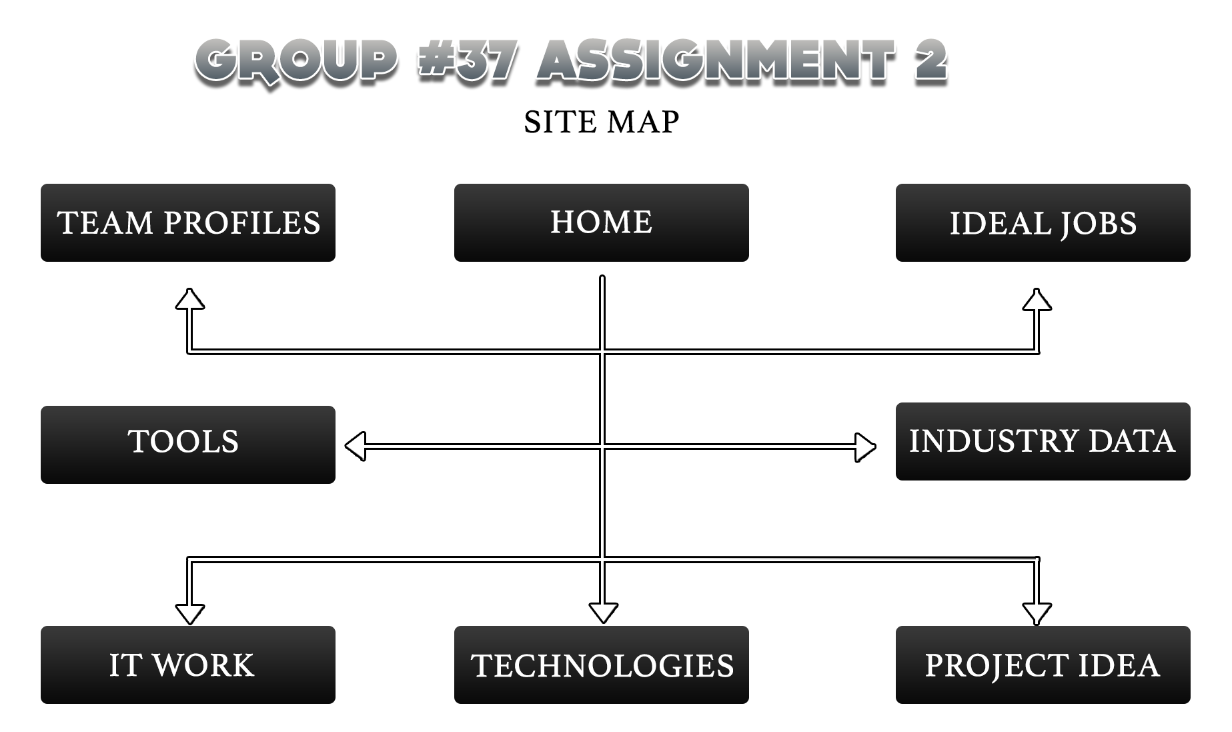 GROUP #37 ASSIGNMENT 2
SITE MAP
TEAM PROFILES
HOME
IDEAL JOBS
TOOLS
INDUSTRY DATA
IT WORK
TECHNOLOGIES
PROJECT IDEA